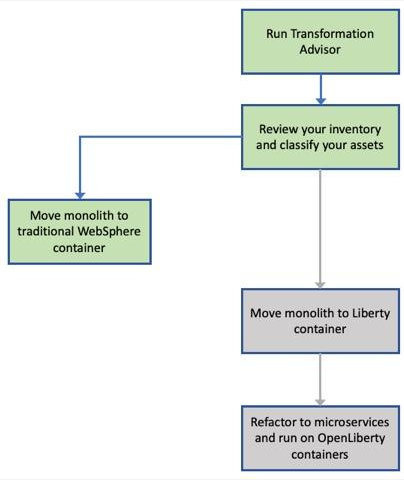 Run Transformation
Advisor
Review your inventory
and classify your assets
Move monolith to
traditional WebSphere
container
Move monolith to Liberty
container
Refactor to microservices
and run on OpenLiberty
containers